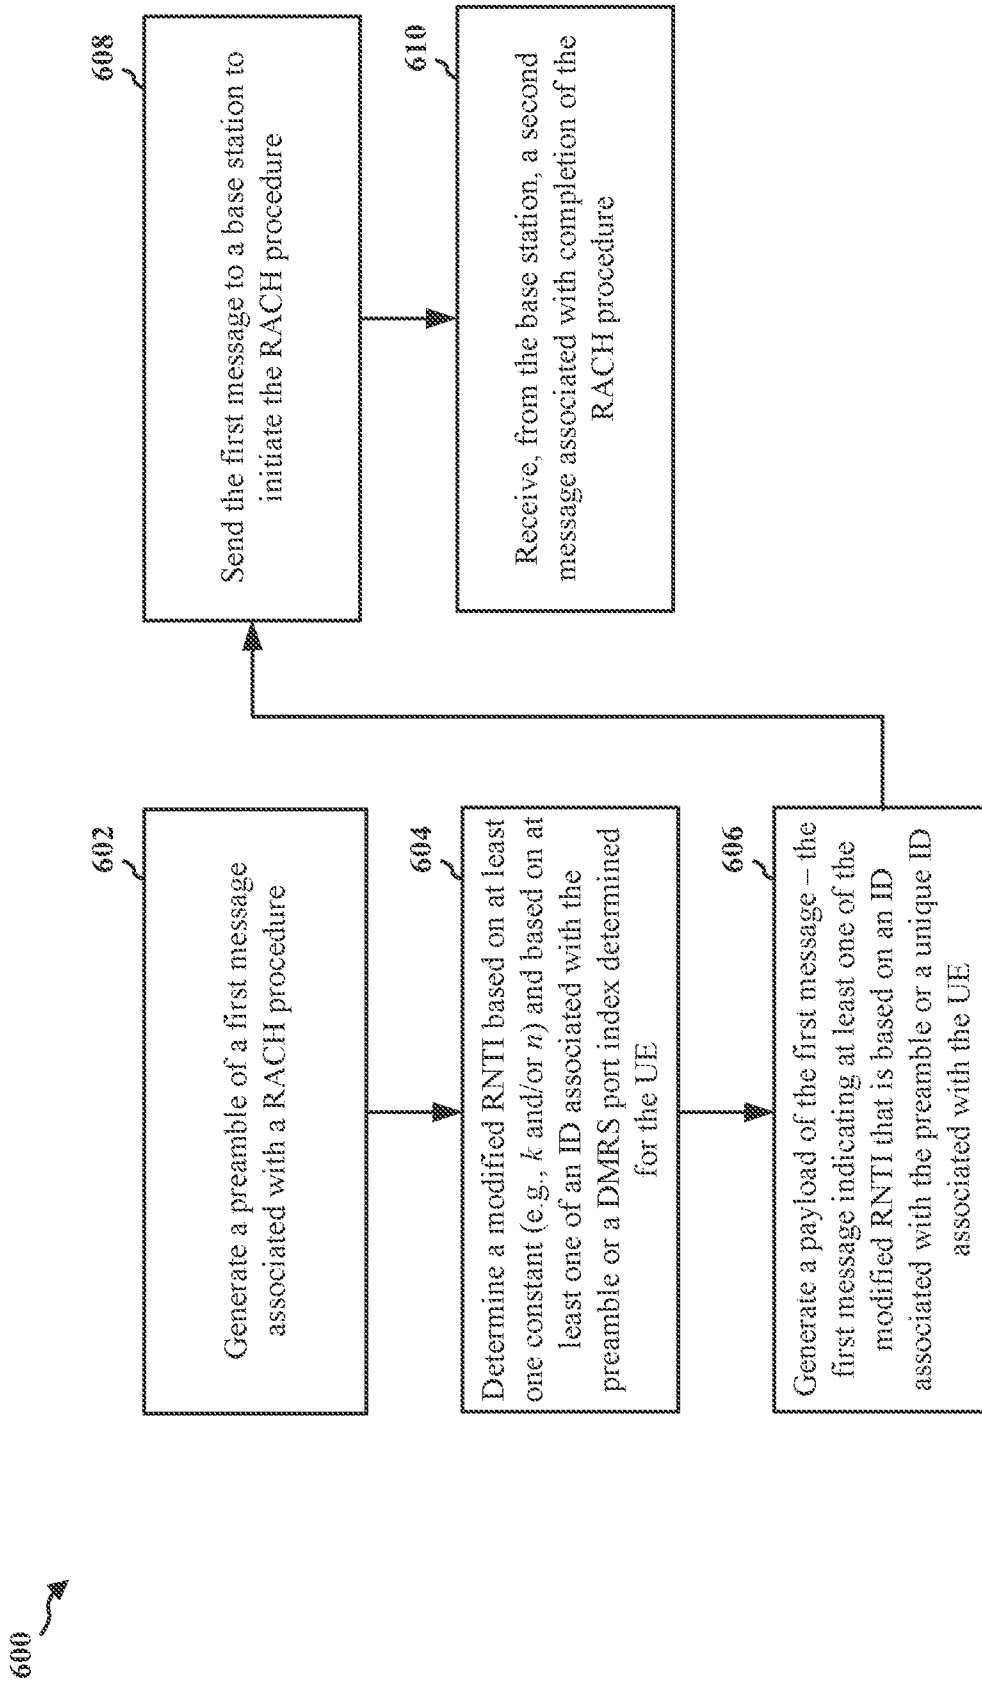 600
602
Generate a preamble of a first message
associated with a RACH procedure
604
Determine a modified RNTI based on at least
one constant (e.g., k and/or n) and based on at
least one of an ID associated with the
preamble or a DMRS port index determined
for the UE
606
Generate a payload of the first message – the
first message indicating at least one of the
modified RNTI that is based on an ID
associated with the preamble or a unique ID
associated with the UE
608
Send the first message to a base station to
initiate the RACH procedure
610
Receive, from the base station, a second
message associated with completion of the
RACH procedure